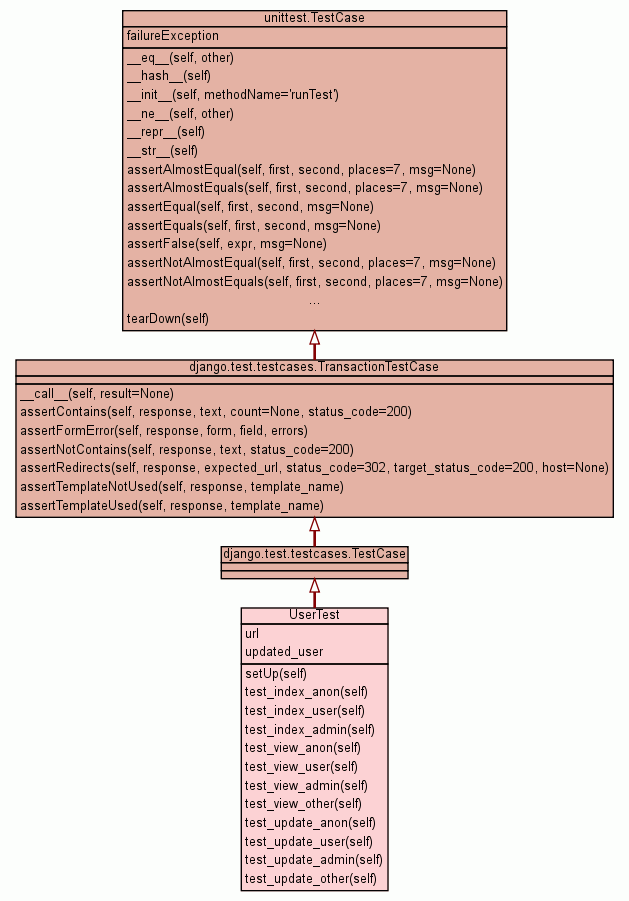 unittest.TestCase
failureException
__eq__(self, other)
__hash__(self)
__init__(self, methodName='runTest')
__ne__(self, other)
__repr__(self)
__str__(self)
assertAlmostEqual(self, first, second, places=7, msg=None)
assertAlmostEquals(self, first, second, places=7, msg=None)
assertEqual(self, first, second, msg=None)
assertEquals(self, first, second, msg=None)
assertFalse(self, expr, msg=None)
assertNotAlmostEqual(self, first, second, places=7, msg=None)
assertNotAlmostEquals(self, first, second, places=7, msg=None)
...
tearDown(self)
django.test.testcases.TransactionTestCase
__call__(self, result=None)
assertContains(self, response, text, count=None, status_code=200)
assertFormError(self, response, form, field, errors)
assertNotContains(self, response, text, status_code=200)
assertRedirects(self, response, expected_url, status_code=302, target_status_code=200, host=None)
assertTemplateNotUsed(self, response, template_name)
assertTemplateUsed(self, response, template_name)
django.test.testcases.TestCase
UserTest
url
updated_user
setUp(self)
test_index_anon(self)
test_index_user(self)
test_index_admin(self)
test_view_anon(self)
test_view_user(self)
test_view_admin(self)
test_view_other(self)
test_update_anon(self)
test_update_user(self)
test_update_admin(self)
test_update_other(self)